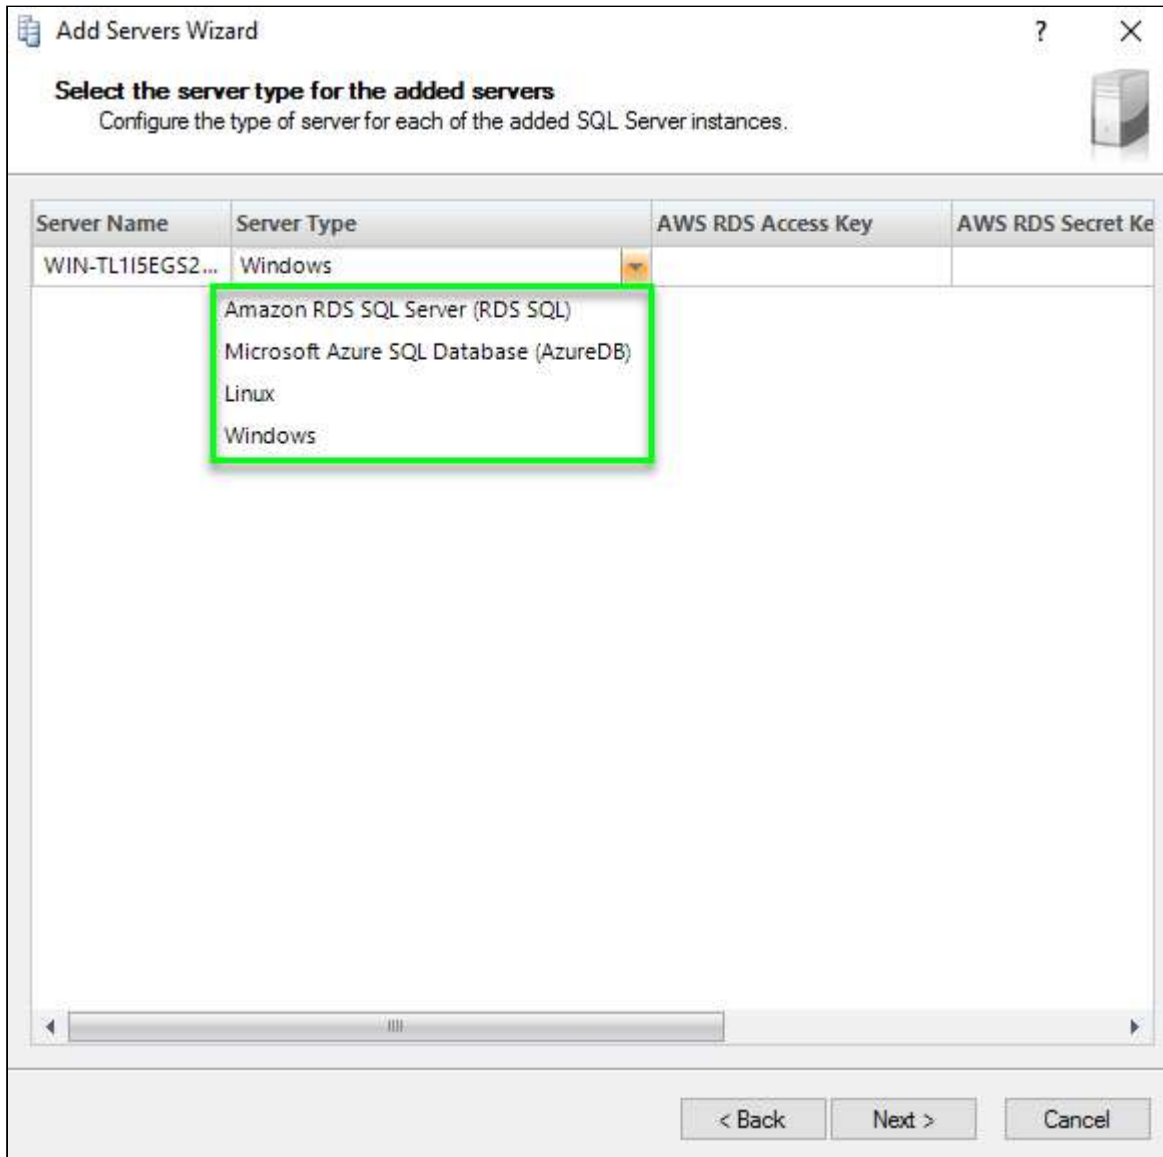 Add Servers Wizard ?
Select the server type for the added servers
Configure the type of server for each of the added SQL Server instances.
Server Name Server Type AWS RDS Access Key AWS RDS Secret Ke
WIN-TL1I5EGS2... Windows
Amazon RDS SQL Server (RDS SQL)
Microsoft Azure SQL Database (AzureDB)
Linux
Windows
< Back Next > Cancel